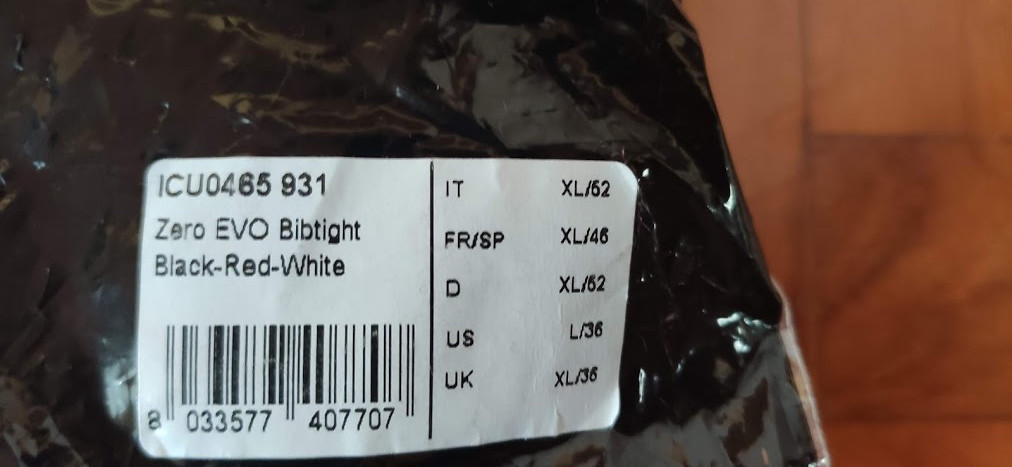 ICU0465 931
Zero EVO Bibtight
Black-Red-White
8 033577 407707
IT XL/52
FR/SP XL/46
D XL/52
US L/36
UK XL/36